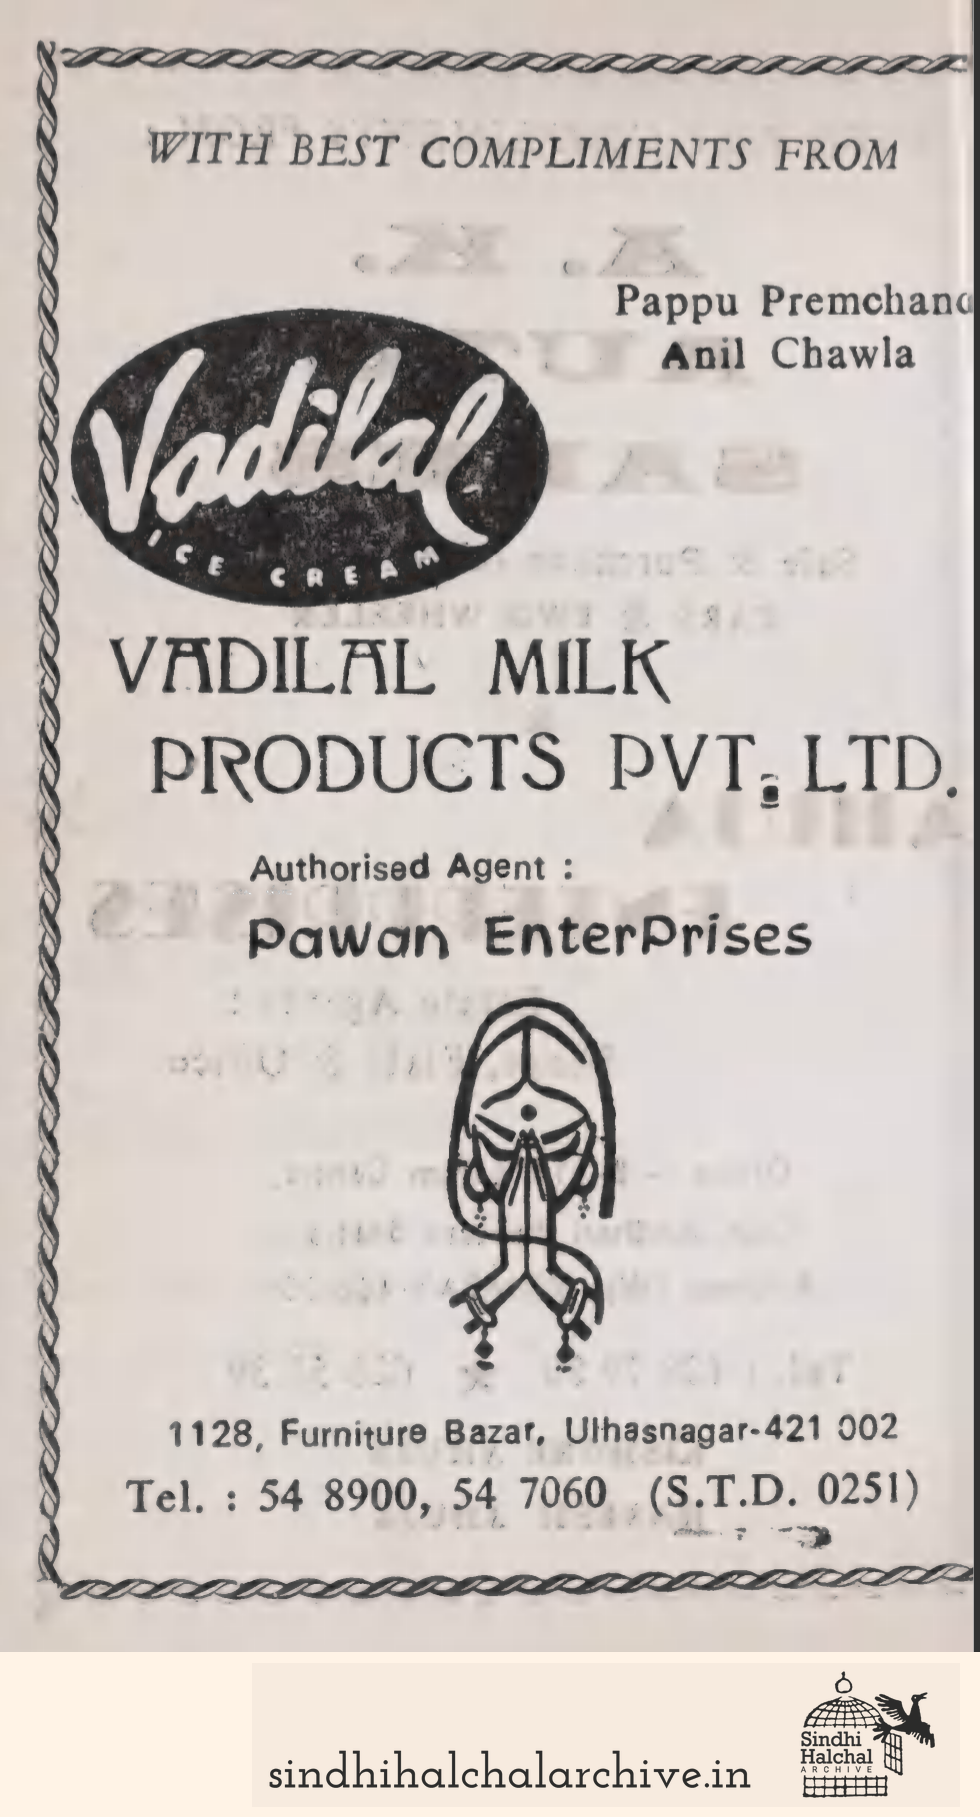 WITH BEST COMPLIMENTS FROM
Pappu Premchand
Anil Chawla
Vadilal
ICE CREAM
VADILAL MILK
PRODUCTS PVT. LTD.
Authorised Agent :
Pawan EnterPrises
1128, Furniture Bazar, Ulhasnagar-421 002
Tel. : 54 8900, 54 7060 (S.T.D. 0251)
sindhihalchalarchive.in
Sindhi
Halchal
ARCHIVE